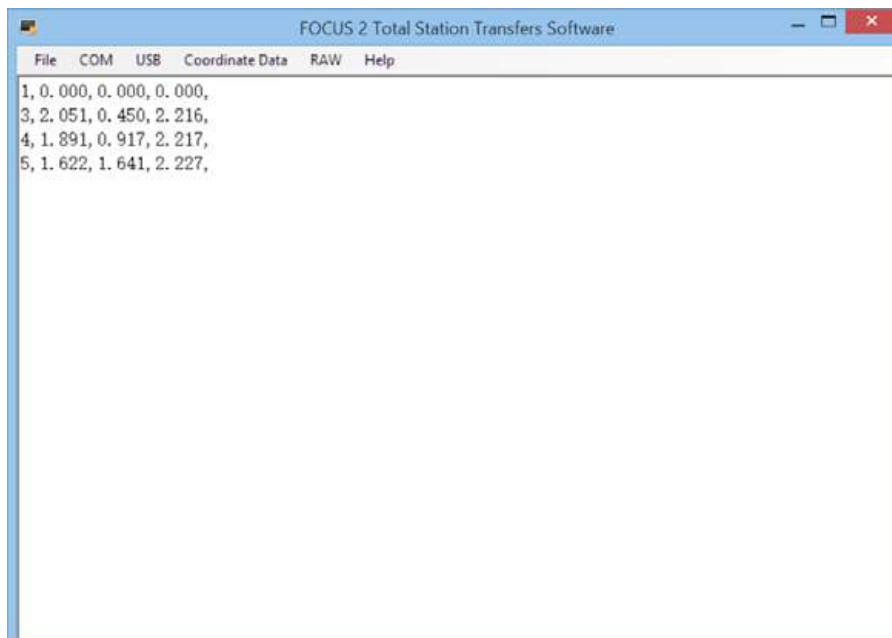 FOCUS 2 Total Station Transfers Software
File COM USB Coordinate Data RAW Help
1, 0.000, 0.000, 0.000,
3, 2.051, 0.450, 2.216,
4, 1.891, 0.917, 2.217,
5, 1.622, 1.641, 2.227,